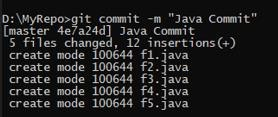 D:\MyRepo>git commit -m "Java Commit"
[master 4e7a24d] Java Commit
 5 files changed, 12 insertions(+)
 create mode 100644 f1.java
 create mode 100644 f2.java
 create mode 100644 f3.java
 create mode 100644 f4.java
 create mode 100644 f5.java